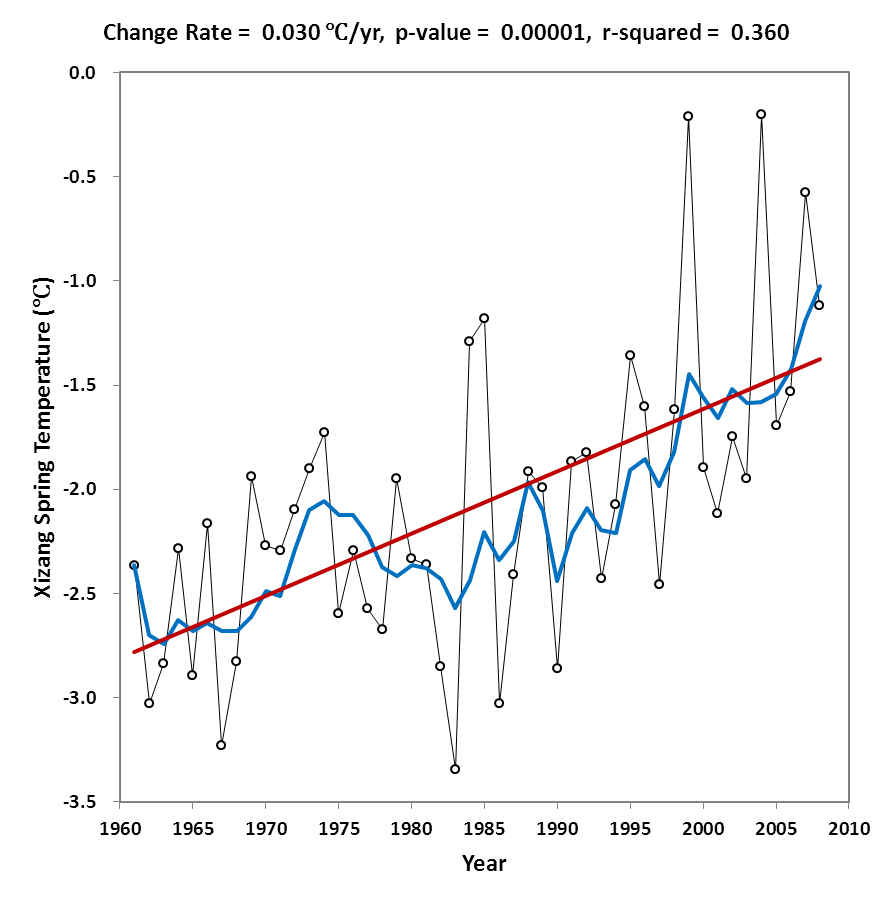 Change Rate = 0.030 ℃/yr, p-value = 0.00001, r-squared = 0.360
0.0
-0.5
-1.0
-1.5
-2.0
-2.5
-3.0
-3.5
Xizang Spring Temperature (℃)
1960 1965 1970 1975 1980 1985 1990 1995 2000 2005 2010
Year